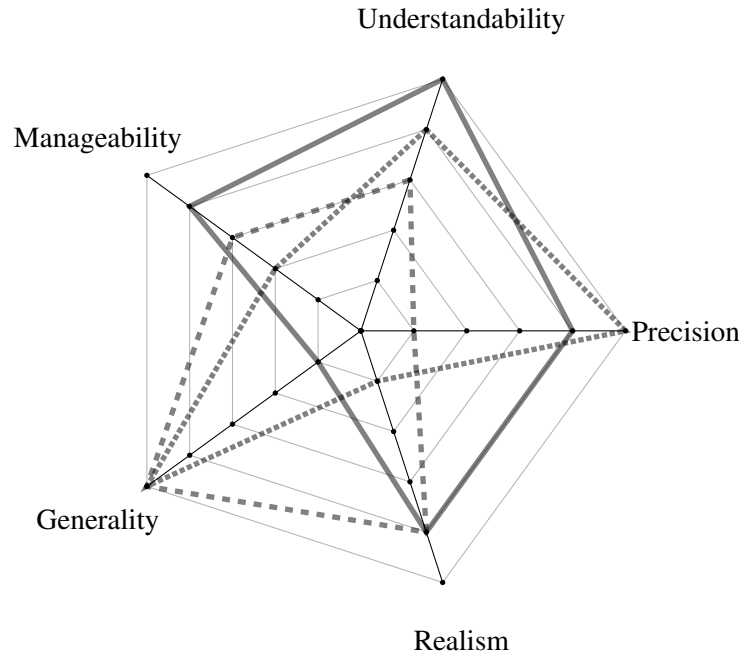 Understandability
Manageability
Precision
Generality
Realism